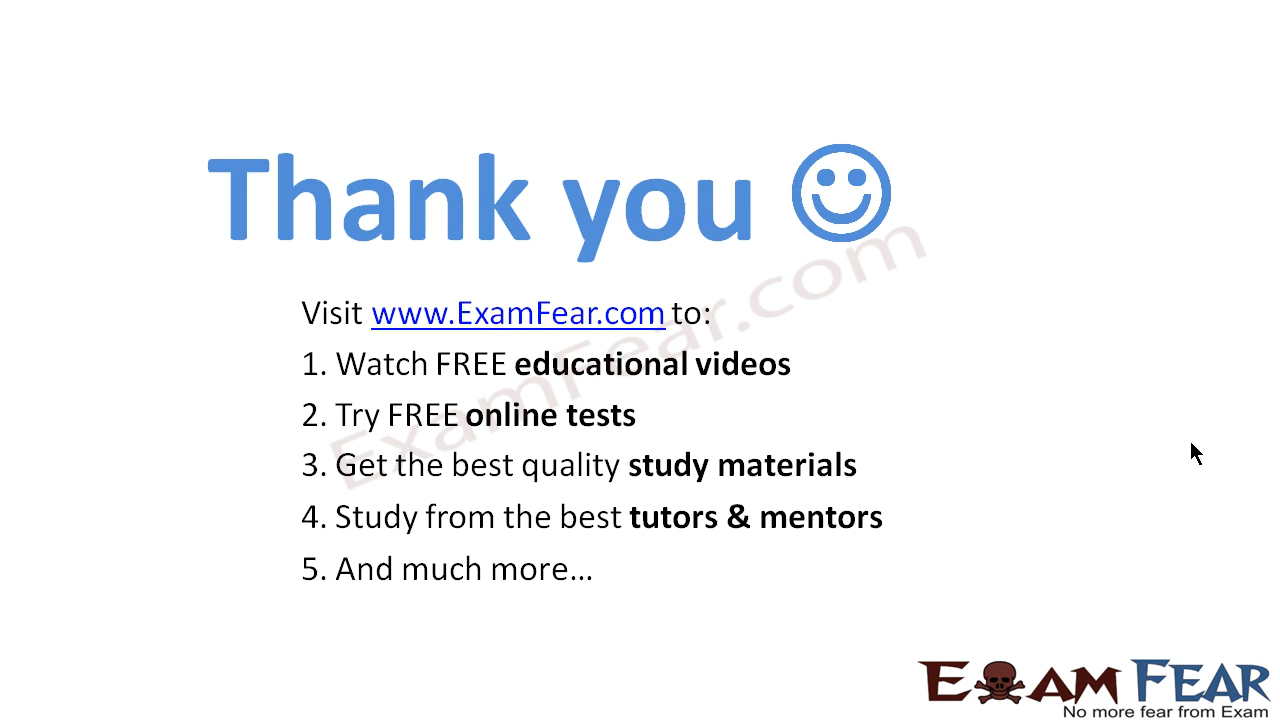 Thank you
Visit www.ExamFear.com to:
1. Watch FREE educational videos
2. Try FREE online tests
3. Get the best quality study materials
4. Study from the best tutors & mentors
5. And much more...
ExamFear.com
EXAM FEAR
No more fear from Exam